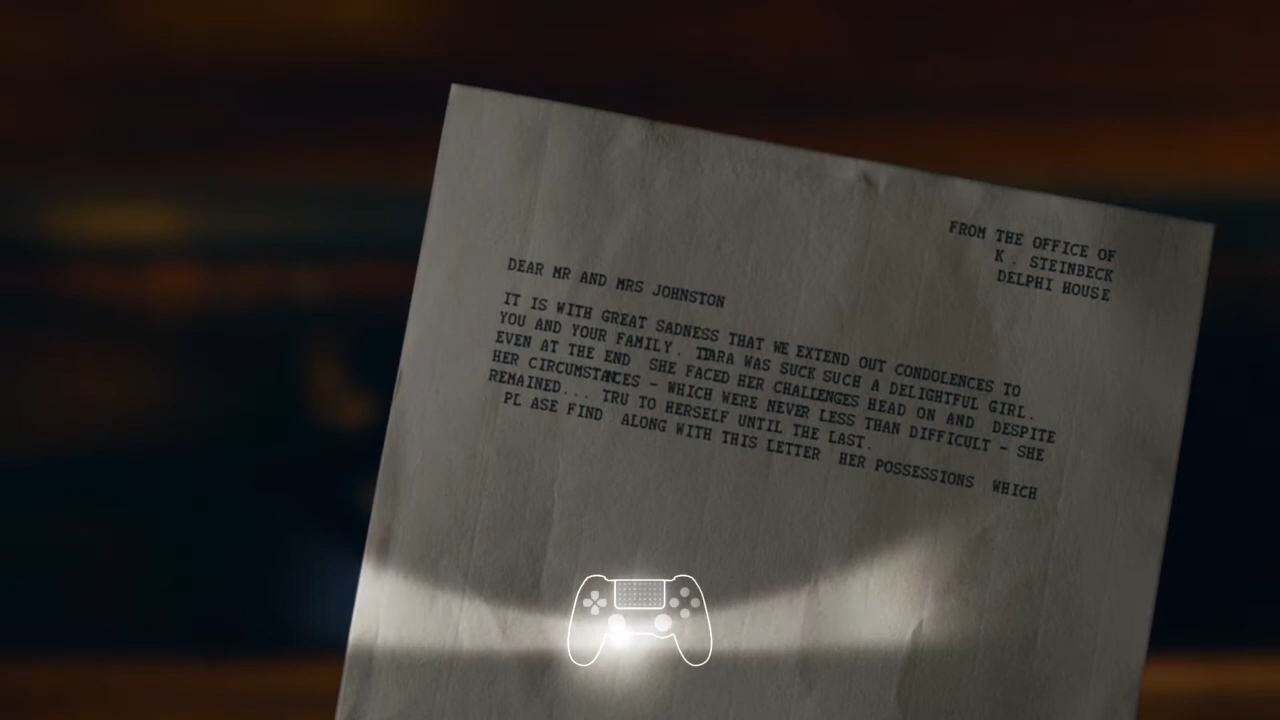 FROM THE OFFICE OF
K. STEINBECK
DELPHI HOUSE
DEAR MR AND MRS JOHNSTON
IT IS WITH GREAT SADNESS THAT WE EXTEND OUT CONDOLENCES TO
YOU AND YOUR FAMILY. TIARA WAS SUCK SUCH A DELIGHTFUL GIRL.
EVEN AT THE END SHE FACED HER CHALLENGES HEAD ON AND DESPITE
HER CIRCUMSTANCES - WHICH WERE NEVER LESS THAN DIFFICULT - SHE
REMAINED... TRU TO HERSELF UNTIL THE LAST.
PL ASE FIND ALONG WITH THIS LETTER HER POSSESSIONS WHICH